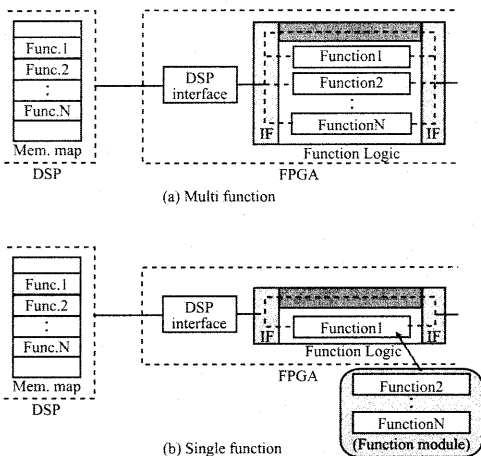 Func.1
Func.2
:
Func.N
Mem. map
DSP
DSP
interface
Function1
Function2
:
FunctionN
IF
IF
Function Logic
FPGA
(a) Multi function
Func.1
Func.2
:
Func.N
Mem. map
DSP
DSP
interface
Function1
IF
IF
Function Logic
FPGA
Function2
:
FunctionN
(Function module)
(b) Single function